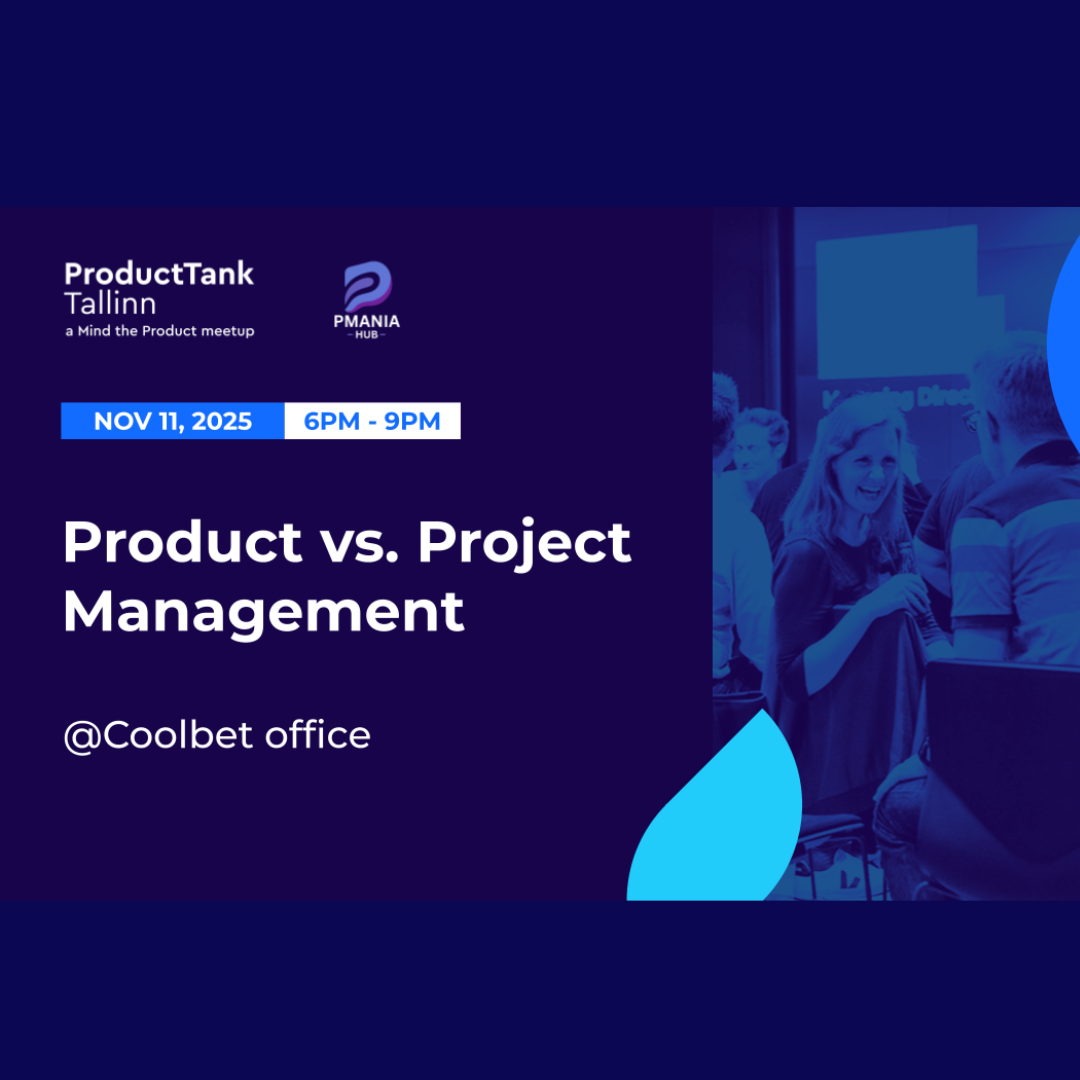 ProductTank
Tallinn
a Mind the Product meetup
PMANIA
-HUB-
NOV 11, 2025
6PM - 9PM
Product vs. Project
Management
@Coolbet office